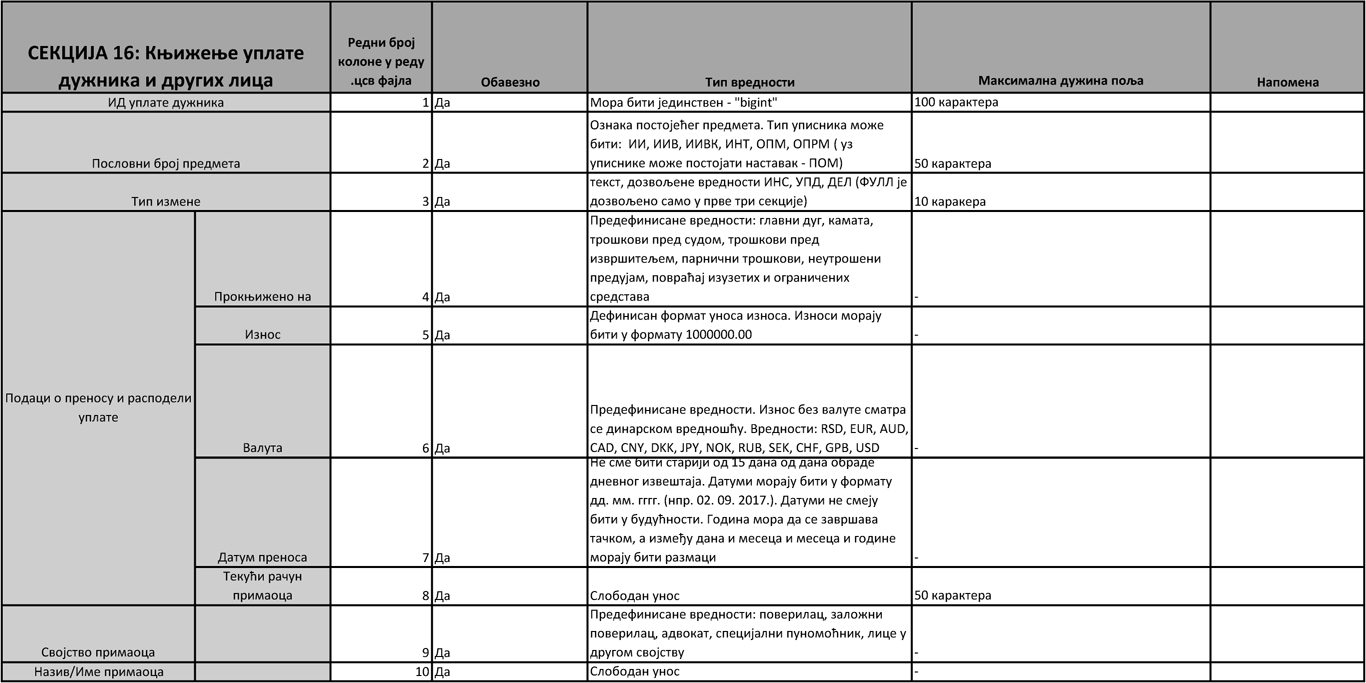 СЕКЦИЈА 16: Књижење уплате
дужника и других лица
Редни број
колоне у реду
.цсв фајла
Обавезно
Тип вредности
Максимална дужина поља
Напомена
ИД уплате дужника
1
Да
Мора бити јединствен - "bigint"
100 карактера
Пословни број предмета
2
Да
Ознака постојећег предмета. Тип уписника може
бити:  ИИ, ИИВ, ИИВК, ИНТ, ОПМ, ОПРМ ( уз
уписнике може постојати наставак - ПОМ)
50 карактера
Тип измене
3
Да
текст, дозвољене вредности ИНС, УПД, ДЕЛ (ФУЛЛ је
дозвољено само у прве три секције)
10 каракера
Подаци о преносу и расподели
уплате
Прокњижено на
4
Да
Предефинисане вредности: главни дуг, камата,
трошкови пред судом, трошкови пред
извршитељем, парнични трошкови, неутрошени
предујам, повраћај изузетих и ограничених
средстава
-
Износ
5
Да
Дефинисан формат уноса износа. Износи морају
бити у формату 1000000.00
-
Валута
6
Да
Предефинисане вредности. Износ без валуте сматра
се динарском вредношћу. Вредности: RSD, EUR, AUD,
CAD, CNY, DKK, JPY, NOK, RUB, SEK, CHF, GPB, USD
-
Датум преноса
7
Да
Не сме бити старији од 15 дана од дана обраде
дневног извештаја. Датуми морају бити у формату
дд. мм. гггг. (нпр. 02. 09. 2017.). Датуми не смеју
бити у будућности. Година мора да се завршава
тачком, а између дана и месеца и месеца и године
морају бити размаци
-
Текући рачун
примаоца
8
Да
Слободан унос
50 карактера
Својство примаоца
9
Да
Предефинисане вредности: поверилац, заложни
поверилац, адвокат, специјални пуномоћник, лице у
другом својству
-
Назив/Име примаоца
10
Да
Слободан унос
-